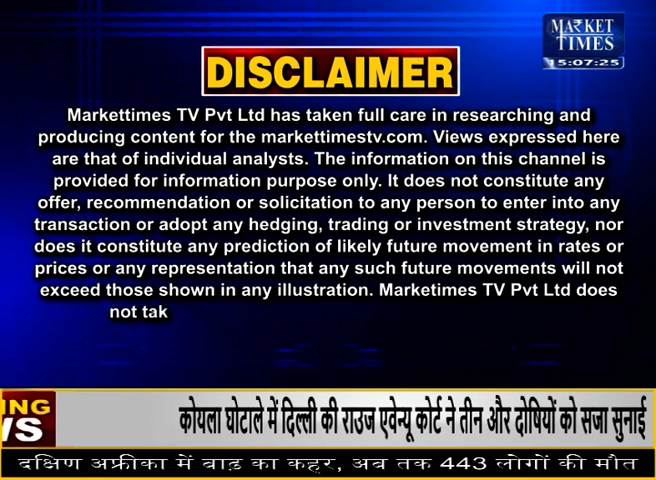 MARKET
TIMES
15:07:25
DISCLAIMER
Markettimes TV Pvt Ltd has taken full care in researching and
producing content for the markettimestv.com. Views expressed here
are that of individual analysts. The information on this channel is
provided for information purpose only. It does not constitute any
offer, recommendation or solicitation to any person to enter into any
transaction or adopt any hedging, trading or investment strategy, nor
does it constitute any prediction of likely future movement in rates or
prices or any representation that any such future movements will not
exceed those shown in any illustration. Marketimes TV Pvt Ltd does
not tak
ING
WS
कोयला घोटाले में दिल्ली की राउज एवेन्यू कोर्ट ने तीन और दोषियों को सजा सुनाई
दक्षिण अफ्रीका में बाढ़ का कहर, अब तक 443 लोगों की मौत